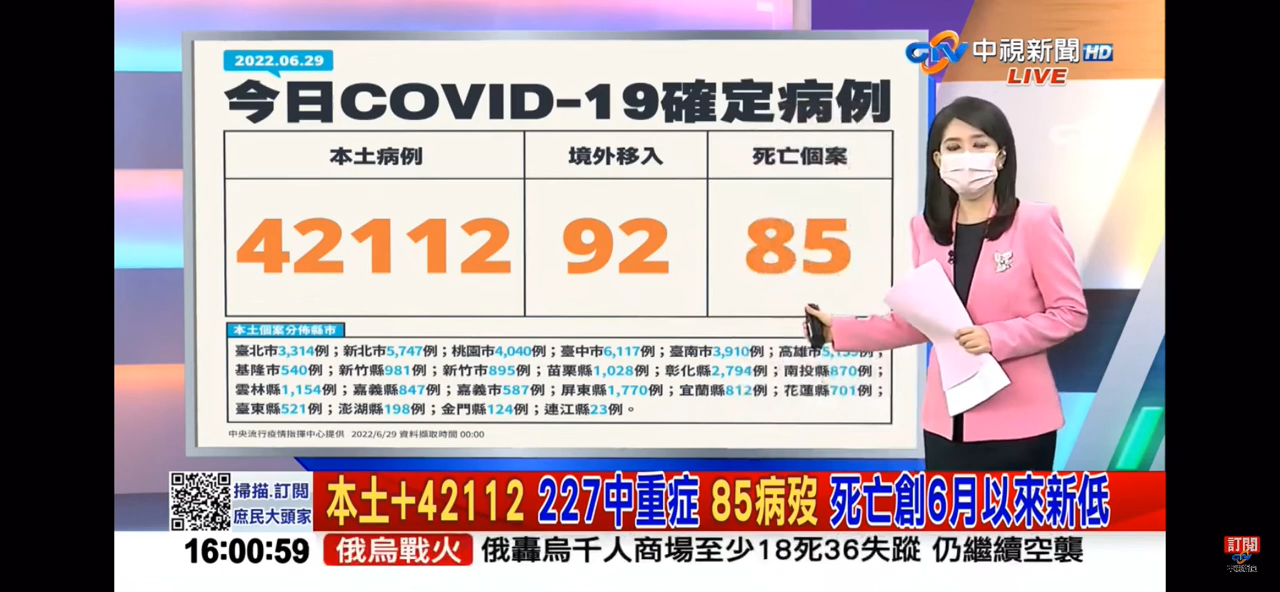 2022.06.29
今日COVID-19確定病例
本土病例 境外移入 死亡個案
42112 92 85
本土個案分佈縣市
臺北市3,314例；新北市5,747例；桃園市4,040例；臺中市6,117例；臺南市3,910例；高雄市5,139例；
基隆市540例；新竹縣981例；新竹市895例；苗栗縣1,028例；彰化縣2,794例；南投縣870例；
雲林縣1,154例；嘉義縣847例；嘉義市587例；屏東縣1,770例；宜蘭縣812例；花蓮縣701例；
臺東縣521例；澎湖縣198例；金門縣124例；連江縣23例。
中央流行疫情指揮中心提供 2022/6/29 資料擷取時間 00:00
CTV中視新聞HD
LIVE
掃描.訂閱
庶民大頭家
本土+42112 227中重症 85病歿 死亡創6月以來新低
16:00:59 俄烏戰火 俄轟烏千人商場至少18死36失蹤 仍繼續空襲
訂閱
中視新聞